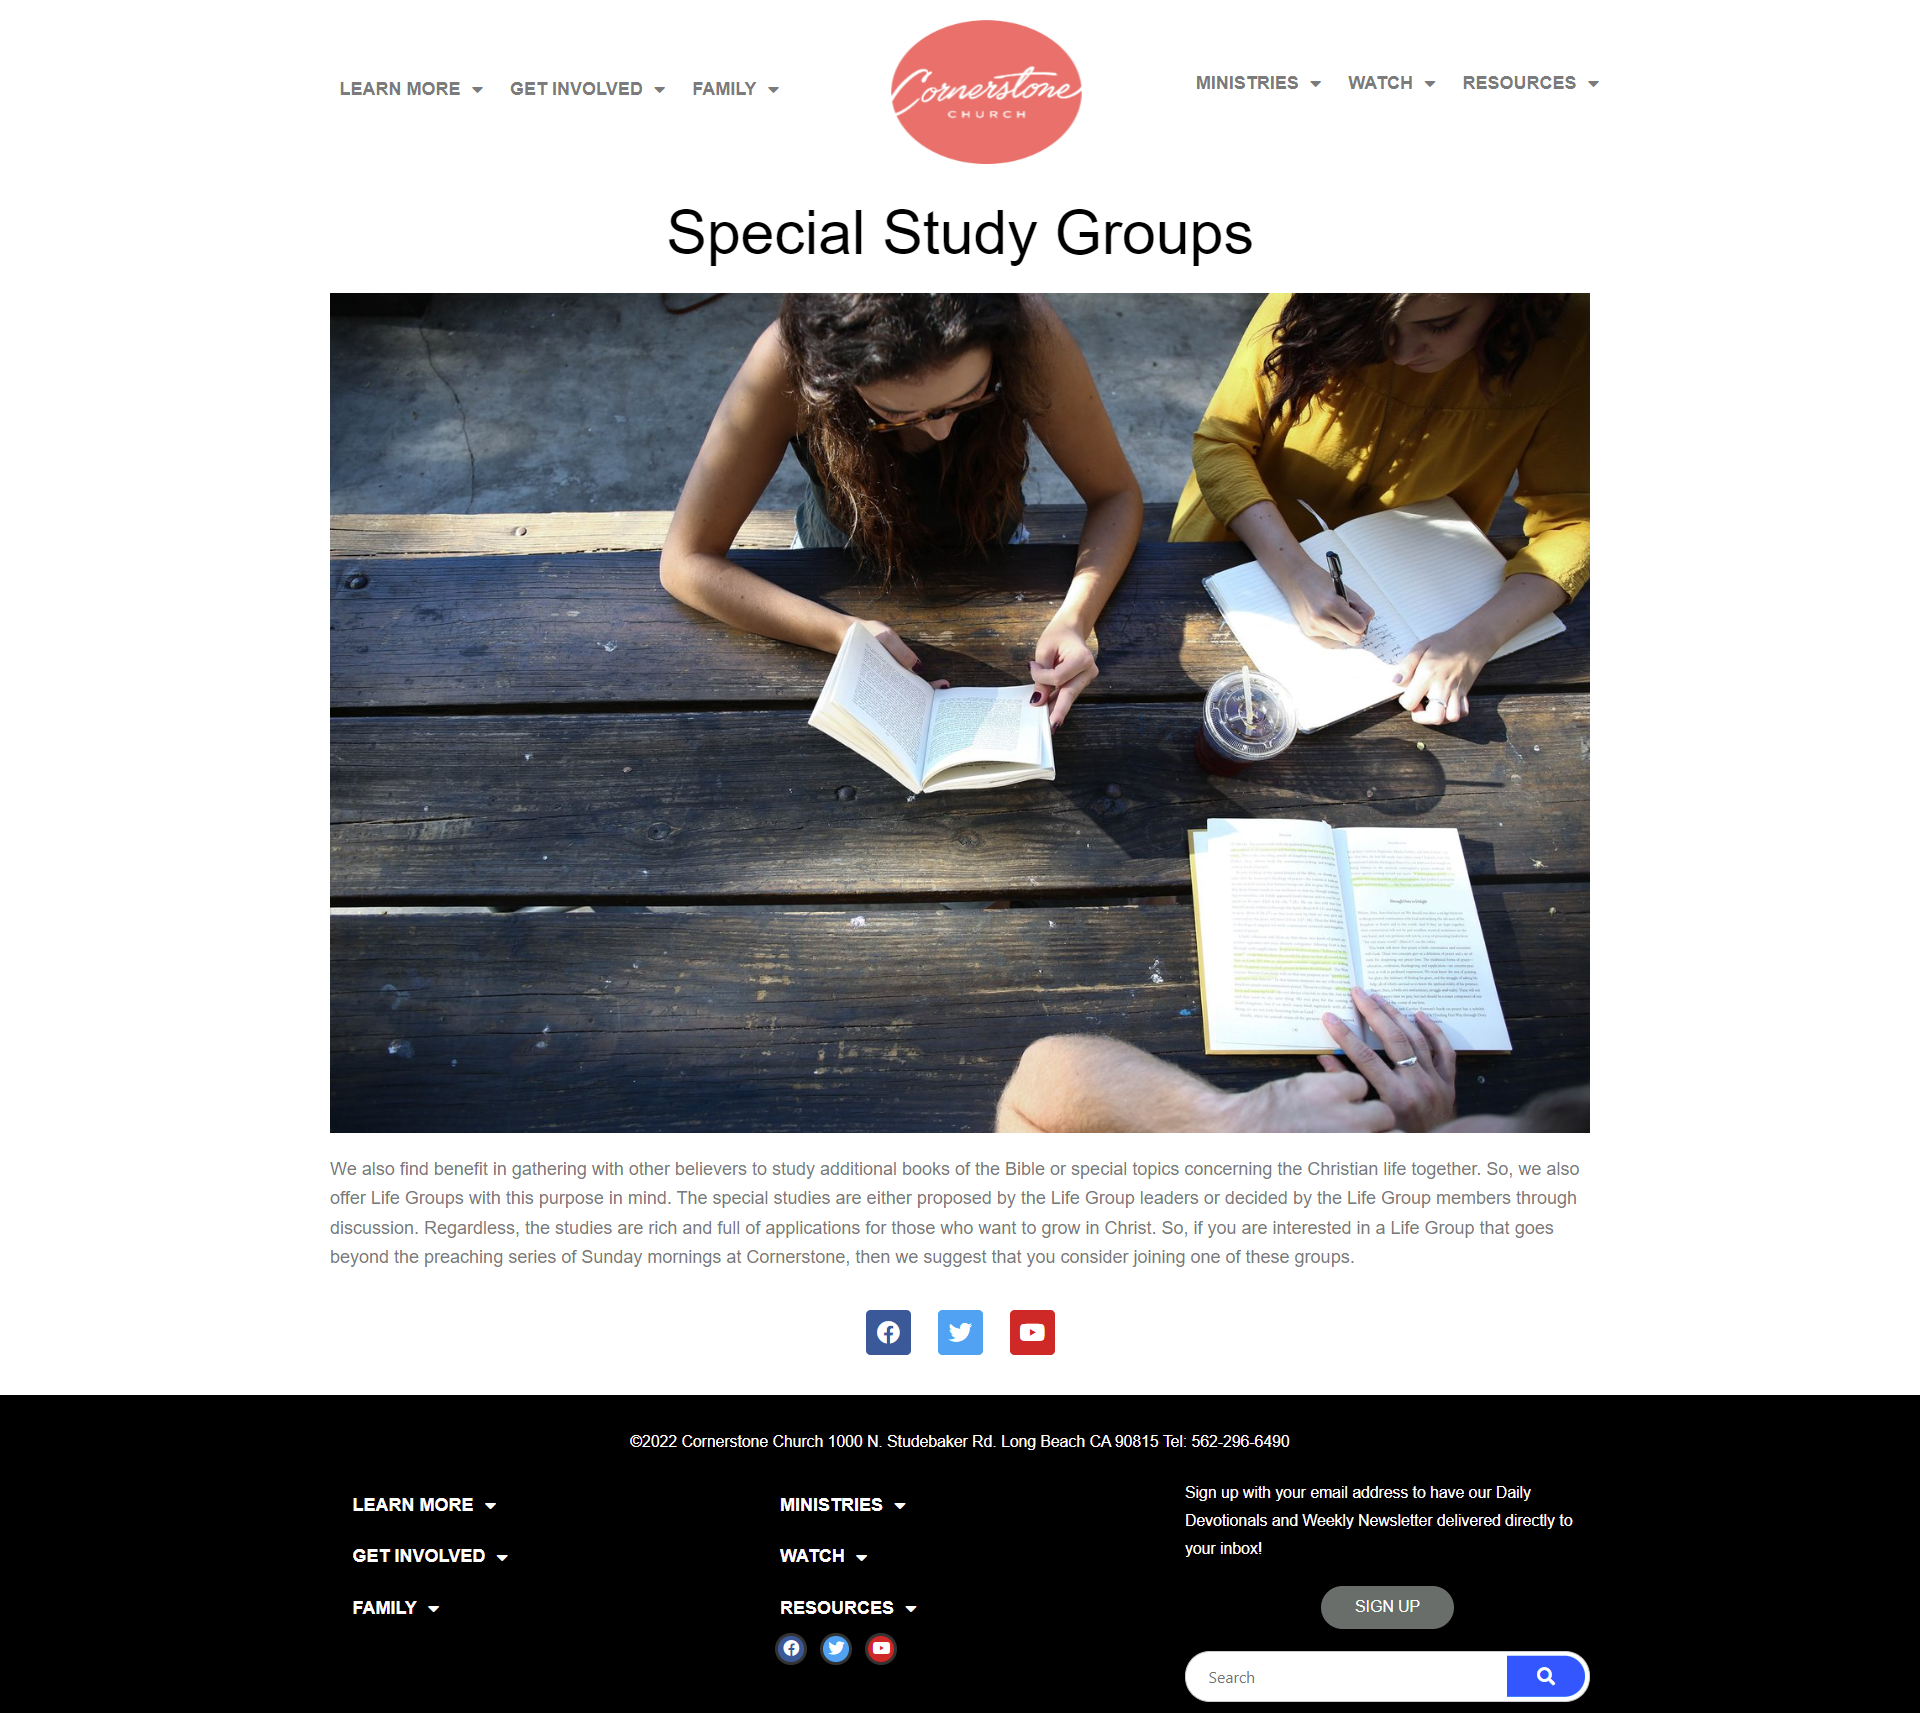 LEARN MORE
GET INVOLVED
FAMILY
Cornerstone
CHURCH
MINISTRIES
WATCH
RESOURCES
Special Study Groups
We also find benefit in gathering with other believers to study additional books of the Bible or special topics concerning the Christian life together. So, we also
offer Life Groups with this purpose in mind. The special studies are either proposed by the Life Group leaders or decided by the Life Group members through
discussion. Regardless, the studies are rich and full of applications for those who want to grow in Christ. So, if you are interested in a Life Group that goes
beyond the preaching series of Sunday mornings at Cornerstone, then we suggest that you consider joining one of these groups.
©2022 Cornerstone Church 1000 N. Studebaker Rd. Long Beach CA 90815 Tel: 562-296-6490
LEARN MORE
GET INVOLVED
FAMILY
MINISTRIES
WATCH
RESOURCES
Sign up with your email address to have our Daily
Devotionals and Weekly Newsletter delivered directly to
your inbox!
SIGN UP
Search